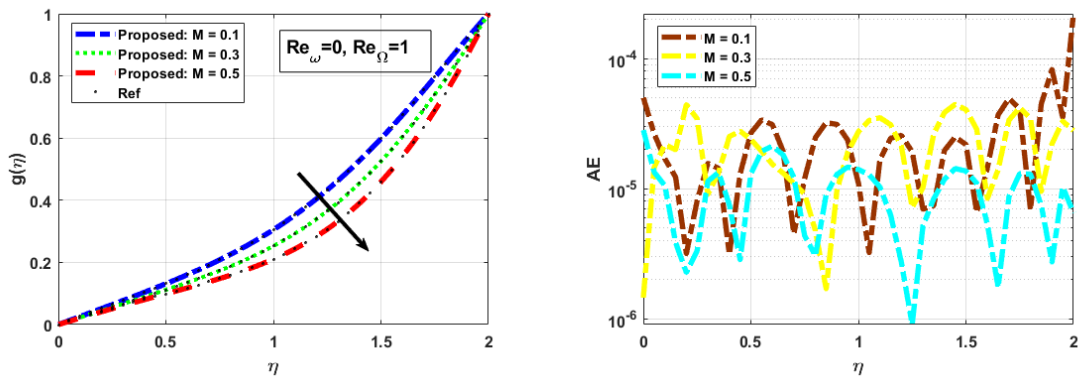 Proposed: M = 0.1
Proposed: M = 0.3
Proposed: M = 0.5
Ref
Re_ω=0, Re_Ω=1
g(η)
1
0.8
0.6
0.4
0.2
0
0 0.5 1 1.5 2
η
M = 0.1
M = 0.3
M = 0.5
AE
10^-4
10^-5
10^-6
0 0.5 1 1.5 2
η